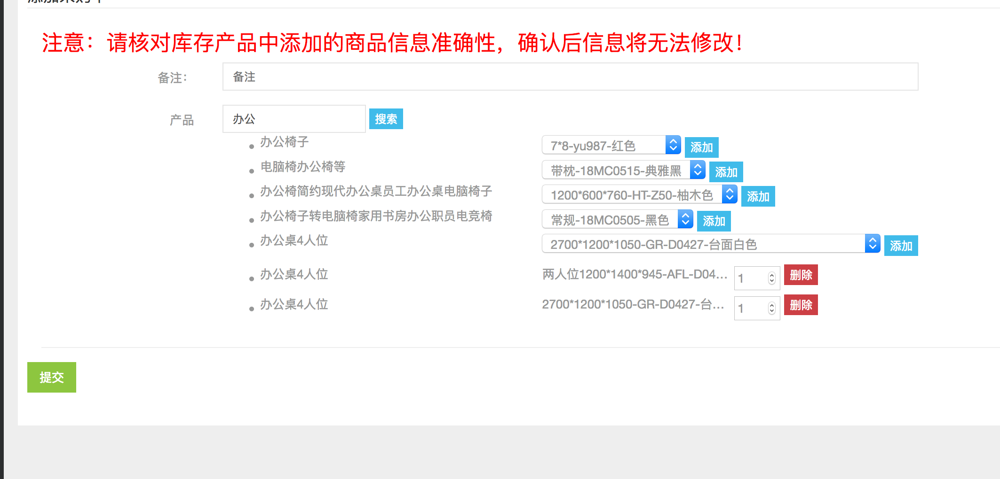 注意：请核对库存产品中添加的商品信息准确性，确认后信息将无法修改！
备注： 备注
产品 办公 搜索
办公椅子 7*8-yu987-红色 添加
电脑椅办公椅等 带枕-18MC0515-典雅黑 添加
办公椅简约现代办公桌员工办公桌电脑椅子 1200*600*760-HT-Z50-柚木色 添加
办公椅子转电脑椅家用书房办公职员电竞椅 常规-18MC0505-黑色 添加
办公桌4人位 2700*1200*1050-GR-D0427-台面白色 添加
办公桌4人位 两人位1200*1400*945-AFL-D04... 1 删除
办公桌4人位 2700*1200*1050-GR-D0427-台... 1 删除
提交